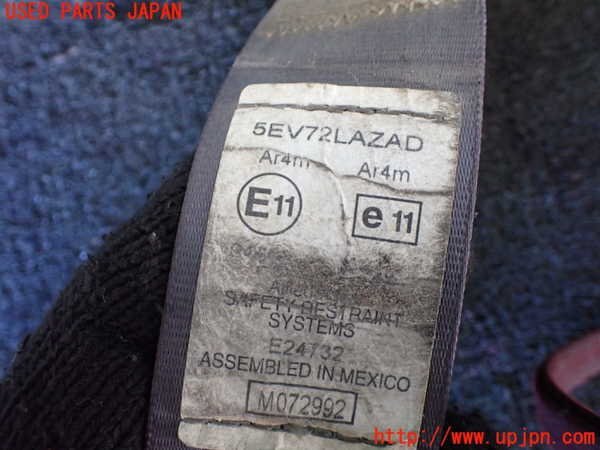 USED PARTS JAPAN
5EV72LAZAD
Ar4m Ar4m
E11 e11
SAFETY RESTRAINT
SYSTEMS
E24732
ASSEMBLED IN MEXICO
M072992
http://www.upjpn.com/